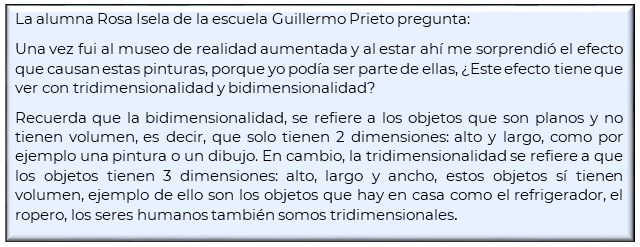 La alumna Rosa Isela de la escuela Guillermo Prieto pregunta:
Una vez fui al museo de realidad aumentada y al estar ahí me sorprendió el efecto
que causan estas pinturas, porque yo podía ser parte de ellas, ¿Este efecto tiene que
ver con tridimensionalidad y bidimensionalidad?
Recuerda que la bidimensionalidad, se refiere a los objetos que son planos y no
tienen volumen, es decir, que solo tienen 2 dimensiones: alto y largo, como por
ejemplo una pintura o un dibujo. En cambio, la tridimensionalidad se refiere a que
los objetos tienen 3 dimensiones: alto, largo y ancho, estos objetos sí tienen
volumen, ejemplo de ello son los objetos que hay en casa como el refrigerador, el
ropero, los seres humanos también somos tridimensionales.